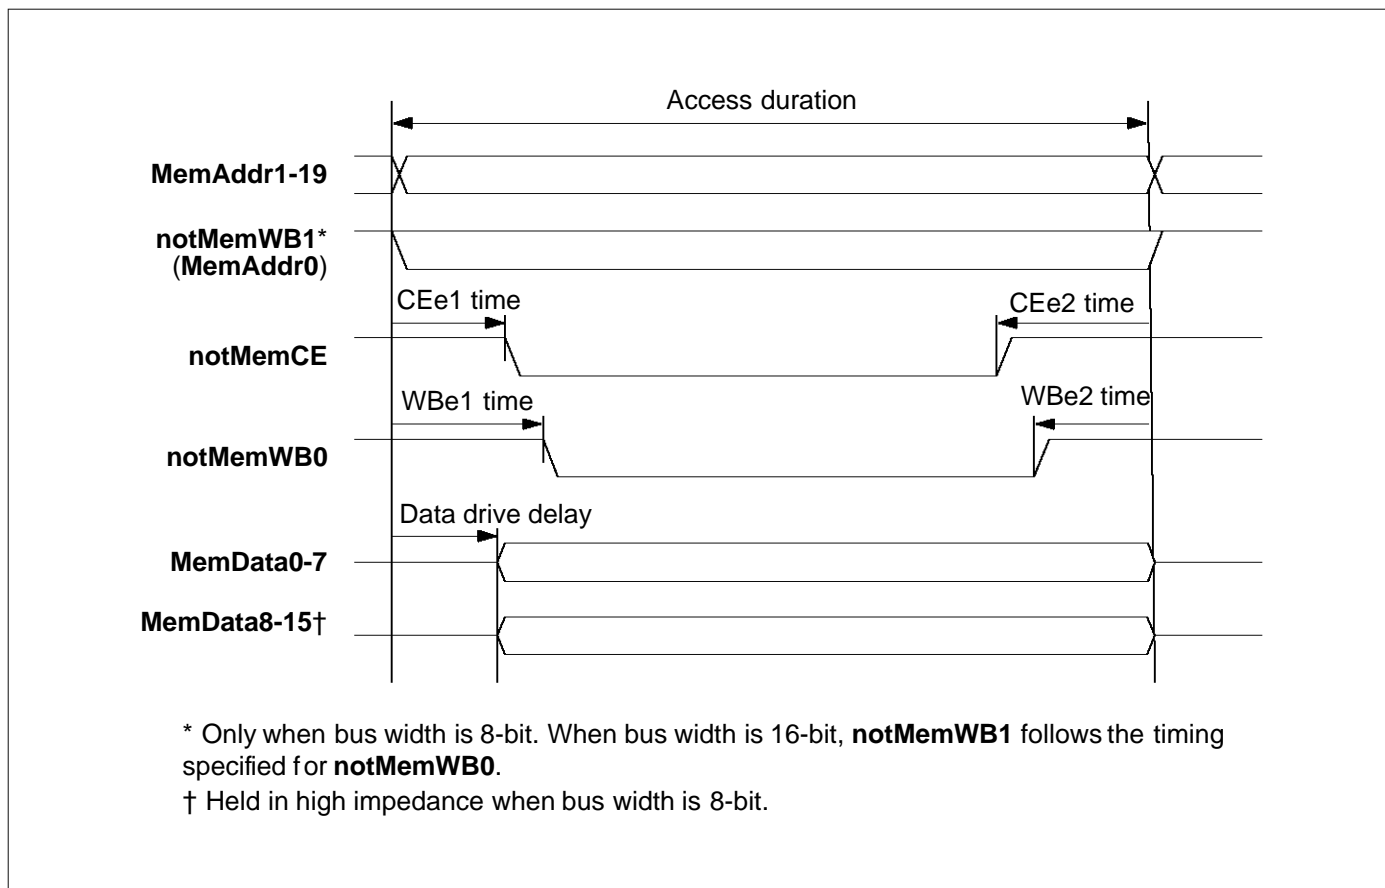 Access duration
MemAddr1-19
notMemWB1*
(MemAddr0)
CEe1 time
CEe2 time
notMemCE
WBe1 time
WBe2 time
notMemWB0
Data drive delay
MemData0-7
MemData8-15†
* Only when bus width is 8-bit. When bus width is 16-bit, notMemWB1 follows the timing
specified for notMemWB0.
† Held in high impedance when bus width is 8-bit.